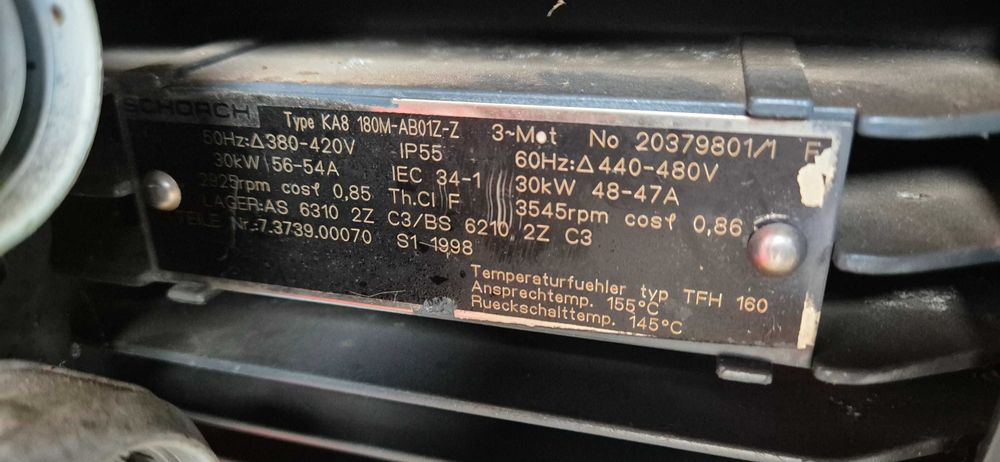 SCHORCH Type KA8 180M-AB01Z-Z 3~Mot No 20379801/1 F
50Hz:Δ380-420V IP55 60Hz:Δ440-480V
30kW 56-54A IEC 34-1 30kW 48-47A
2925rpm cosφ 0,85 Th.Cl F 3545rpm cosφ 0,86
LAGER:AS 6310 2Z C3/BS 6210 2Z C3
TEILE Nr.:7.3739.00070 S1-1998
Temperaturfuehler typ TFH 160
Ansprechtemp. 155°C
Rueckschalttemp. 145°C